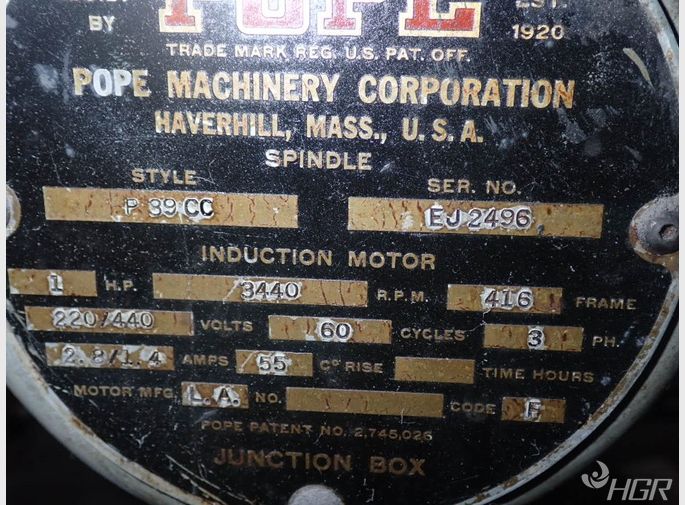 BY POPE EST. 1920
TRADE MARK REG. U.S. PAT. OFF.
POPE MACHINERY CORPORATION
HAVERHILL, MASS., U.S.A.
SPINDLE
STYLE SER. NO.
P 39 CC EJ 2496
INDUCTION MOTOR
1 H.P. 3440 R.P.M. 416 FRAME
220/440 VOLTS 60 CYCLES 3 PH.
2.8/1.4 AMPS 55 C° RISE TIME HOURS
MOTOR MFG. L.A. NO. CODE F
POPE PATENT NO. 2,745,026
JUNCTION BOX
HGR